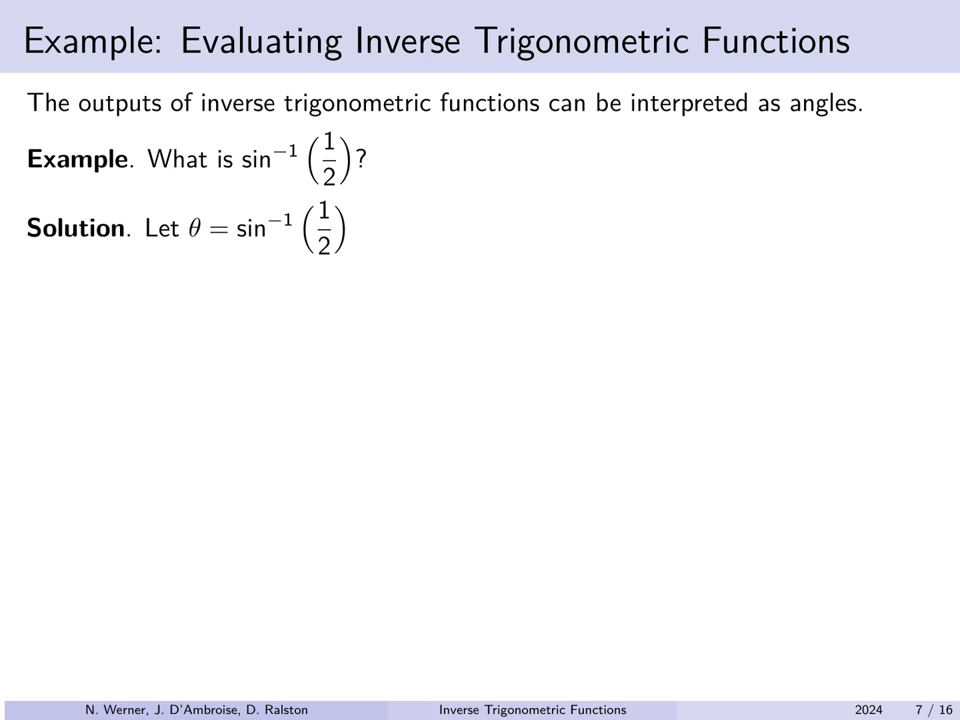 Example: Evaluating Inverse Trigonometric Functions
The outputs of inverse trigonometric functions can be interpreted as angles.
Example. What is sin⁻¹ (1/2)?
Solution. Let θ = sin⁻¹ (1/2)
N. Werner, J. D'Ambroise, D. Ralston Inverse Trigonometric Functions 2024 7 / 16